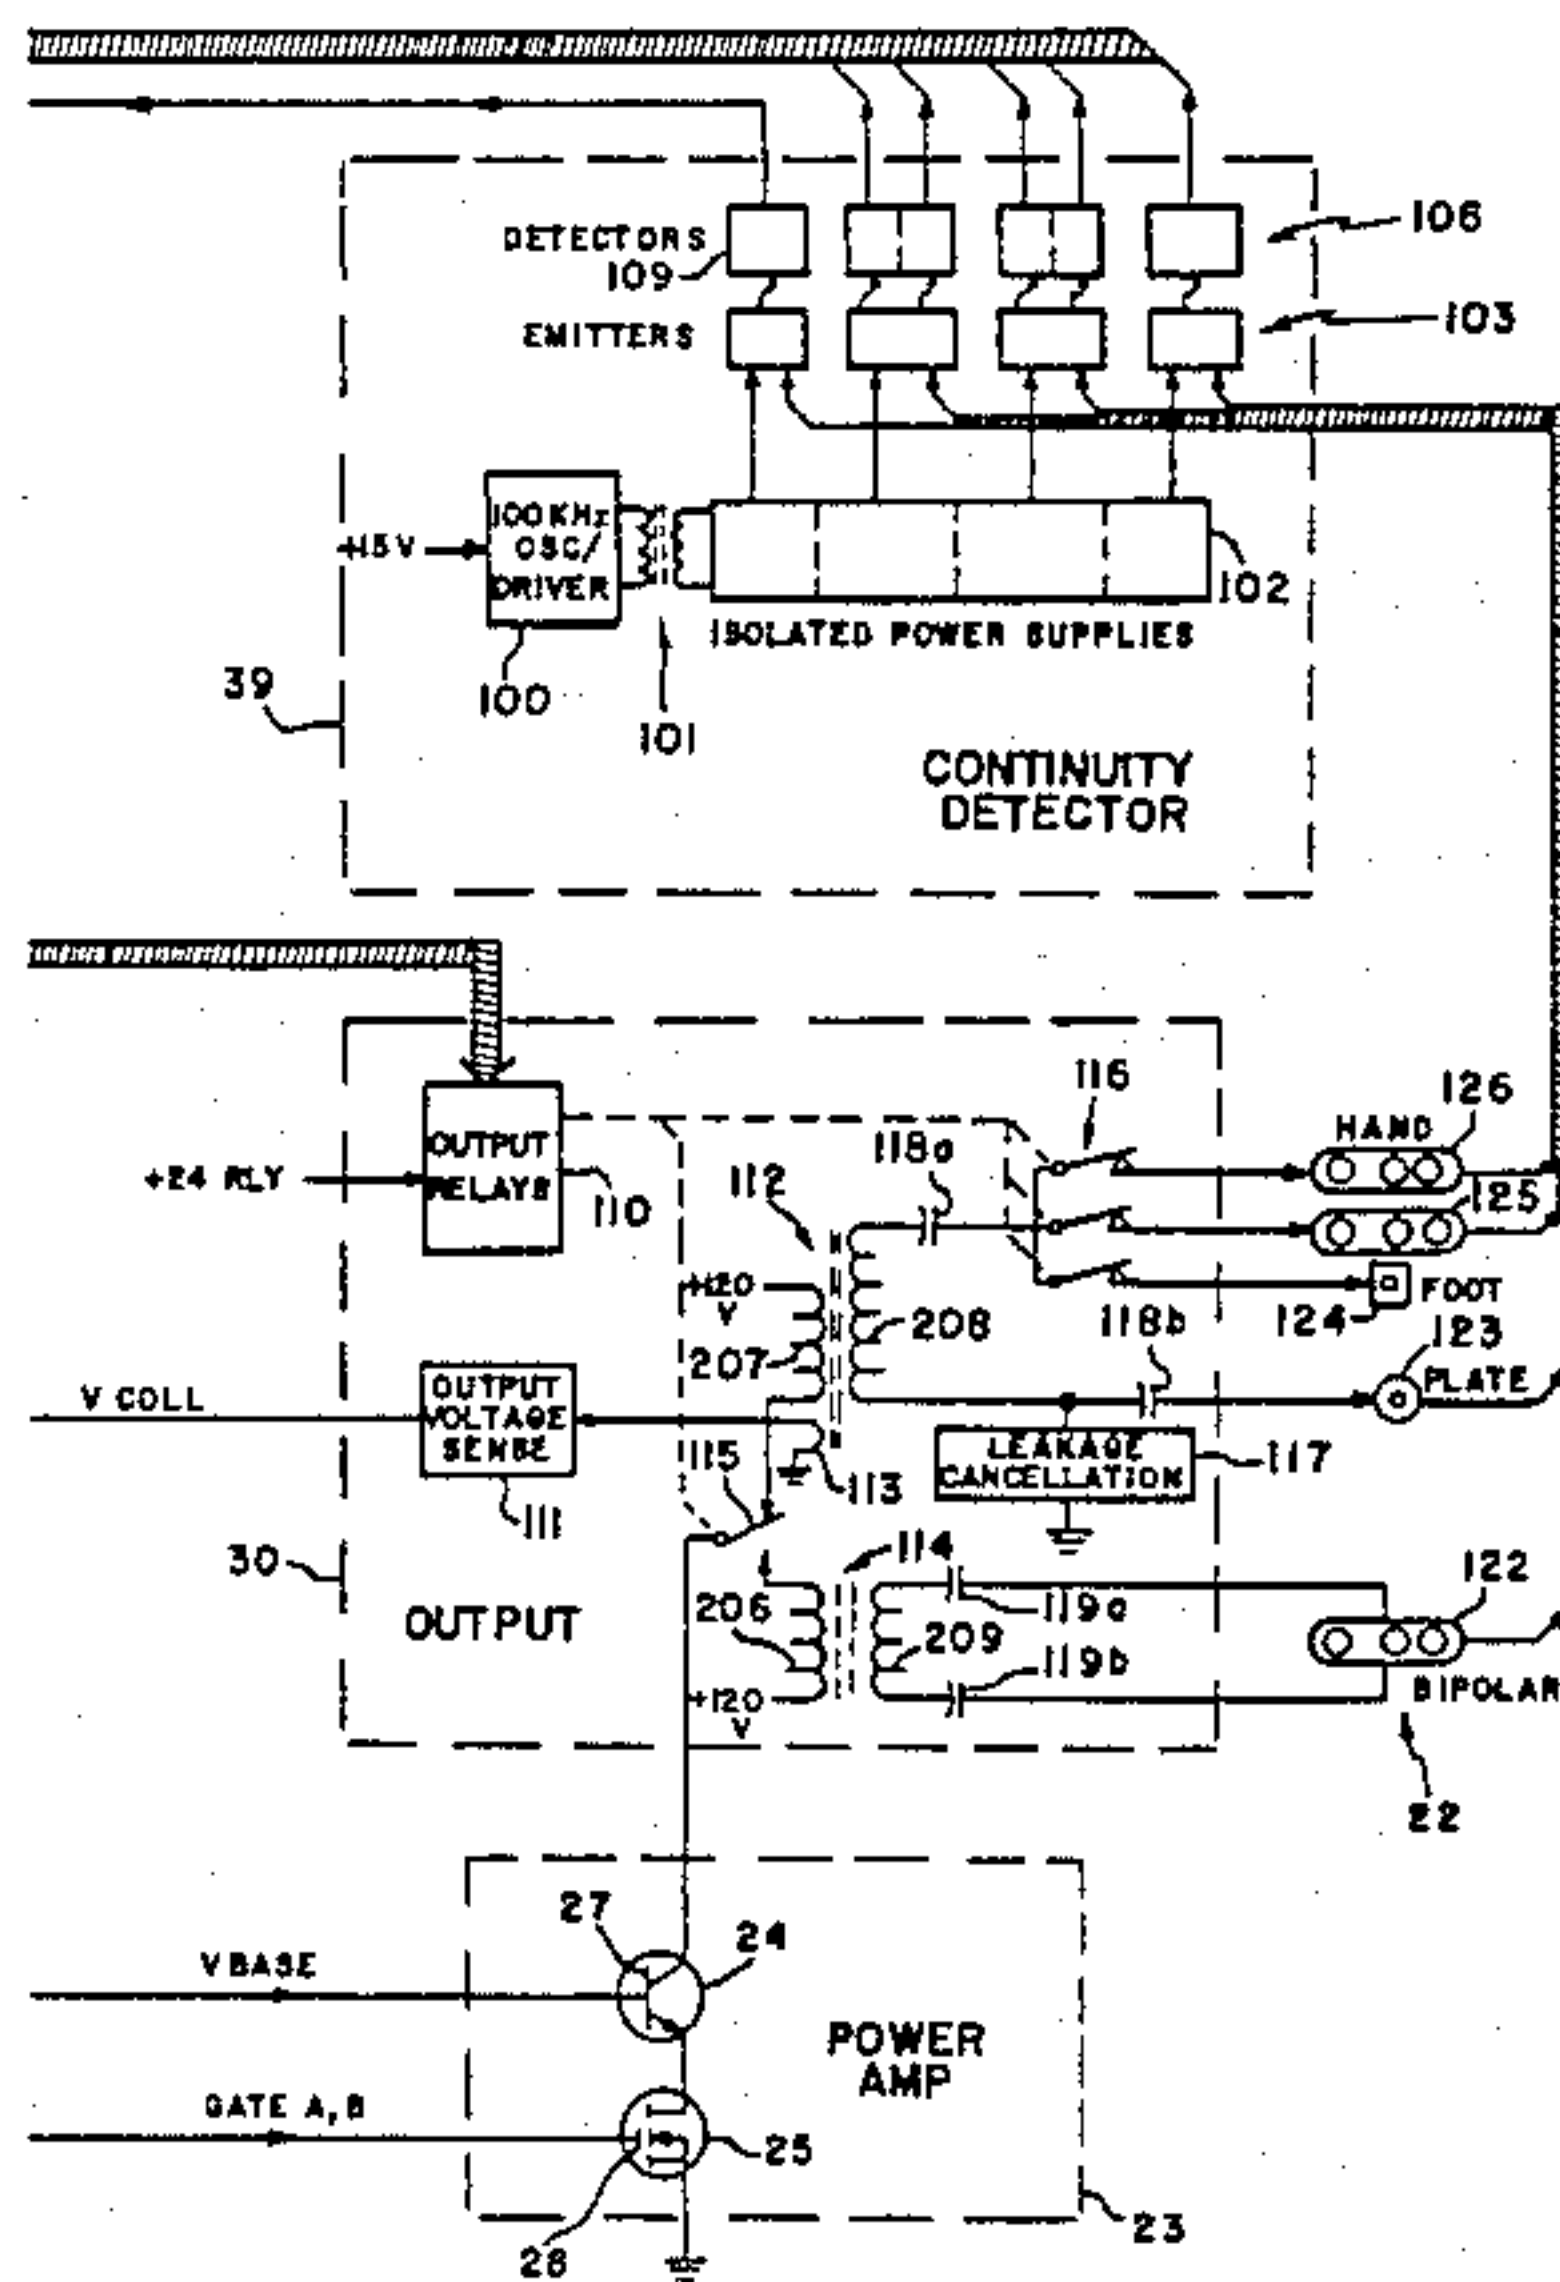 106
DETECTORS
109
103
EMITTERS
100KHz
OSC/
DRIVER
+15V
102
ISOLATED POWER SUPPLIES
39
100
101
CONTINUITY
DETECTOR
116
126
HAND
118a
OUTPUT
RELAYS
+24 RLY
112
110
125
+120
V
208
FOOT
118b
124
123
207
PLATE
V COLL
OUTPUT
VOLTAGE
SENSE
115
LEAKAGE
CANCELLATION
117
113
111
30
114
122
OUTPUT
206
119a
209
119b
+120
V
BIPOLAR
22
27
24
V BASE
POWER
AMP
GATE A,B
25
23
26